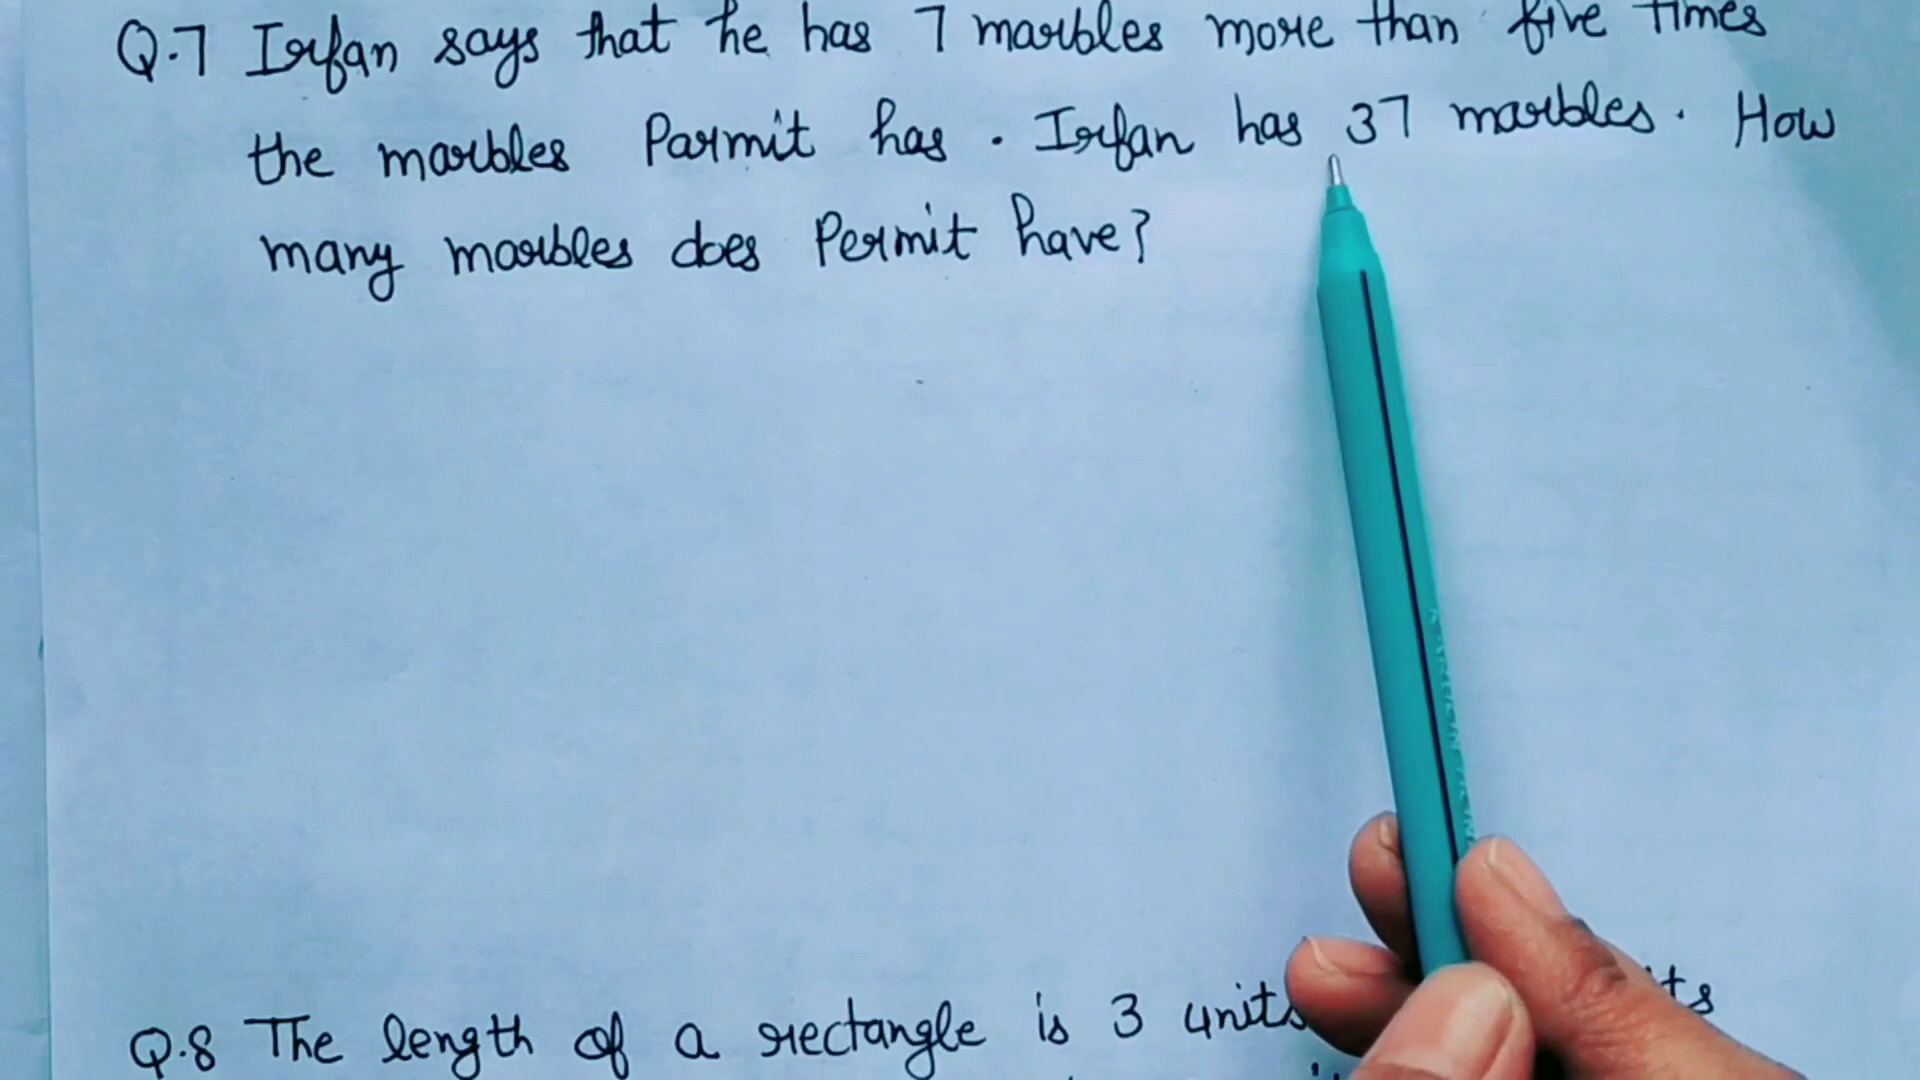 Q.7 Irfan says that he has 7 marbles more than five times
the marbles Parmit has . Irfan has 37 marbles . How
many marbles does Permit have?
Q.8 The length of a rectangle is 3 units